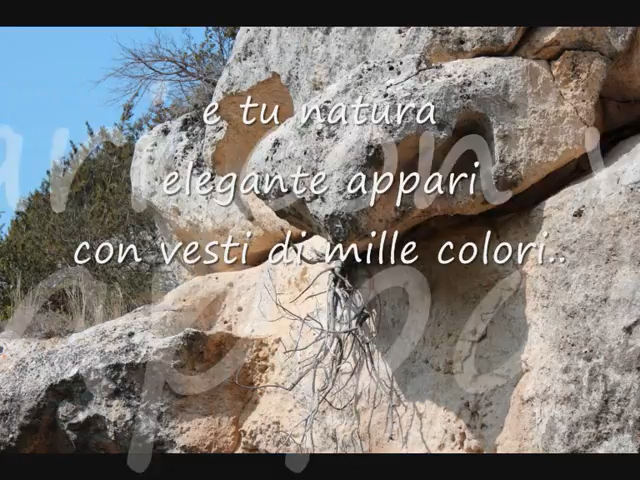 e tu natura
elegante appari
con vesti di mille colori..